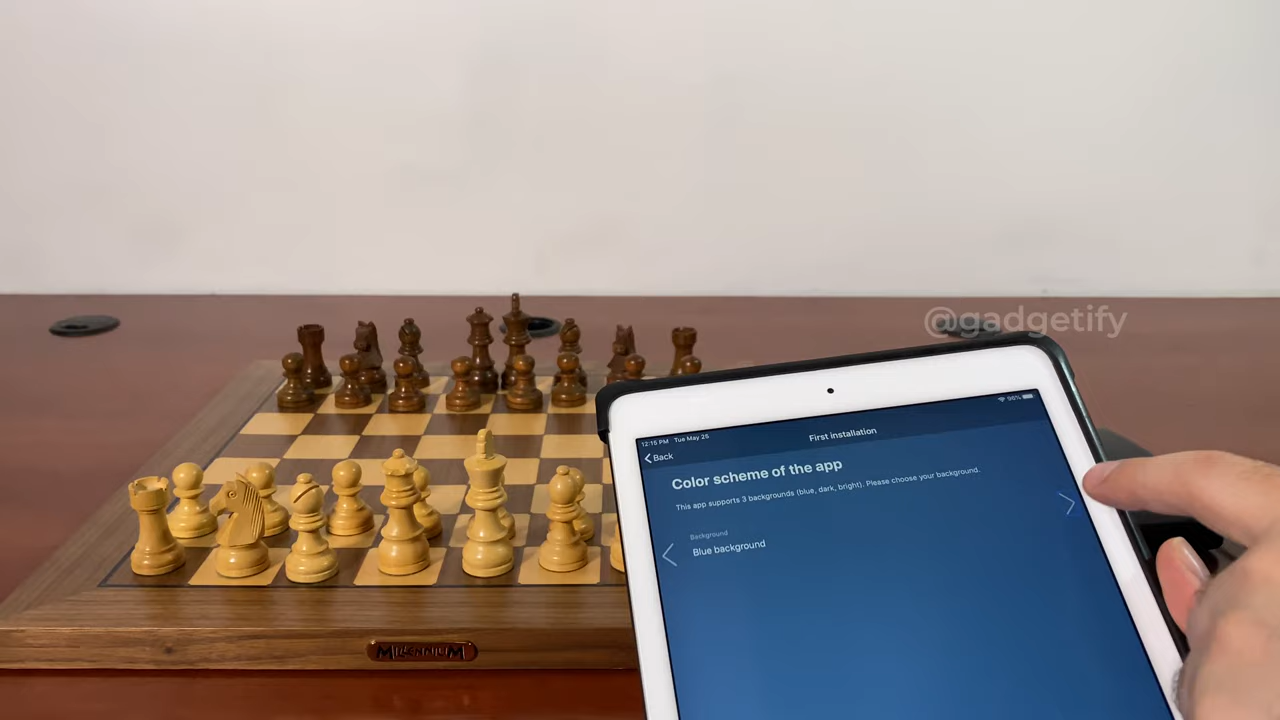 @gadgetify
12:15 PM Tue May 25
96%
First installation
Back
Color scheme of the app
This app supports 3 backgrounds (blue, dark, bright). Please choose your background.
Background
Blue background
MILLENNIUM